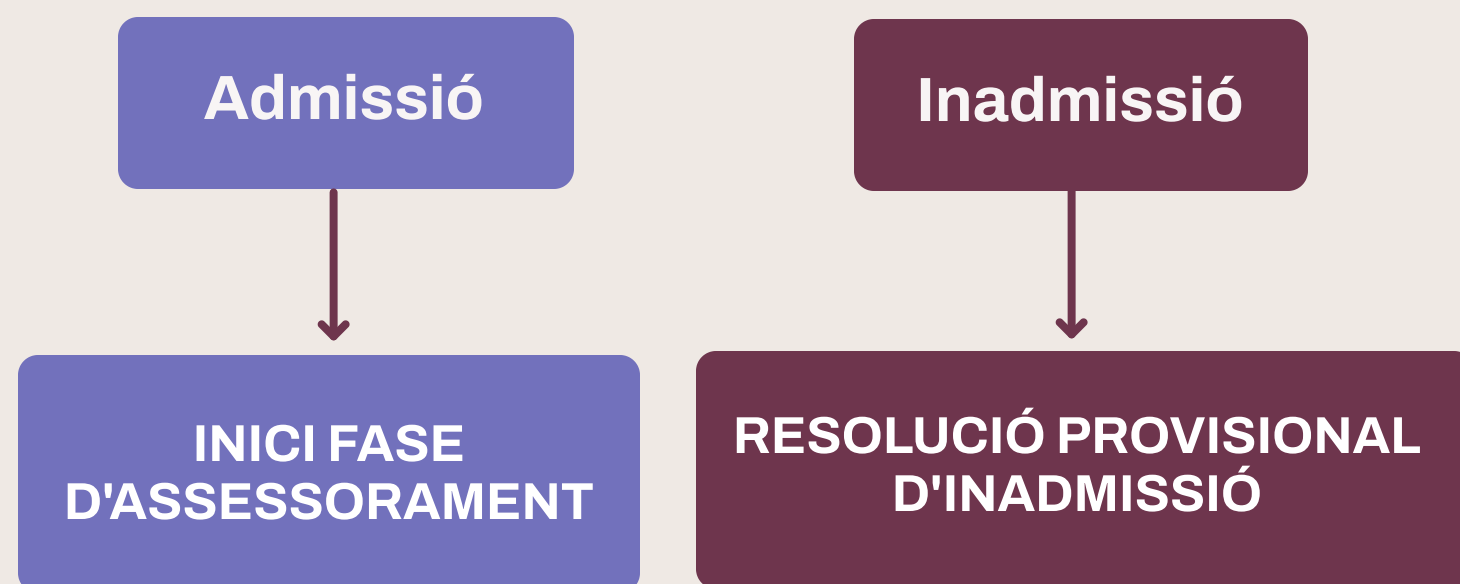 Admissió
Inadmissió
INICI FASE
D'ASSESSORAMENT
RESOLUCIÓ PROVISIONAL
D'INADMISSIÓ